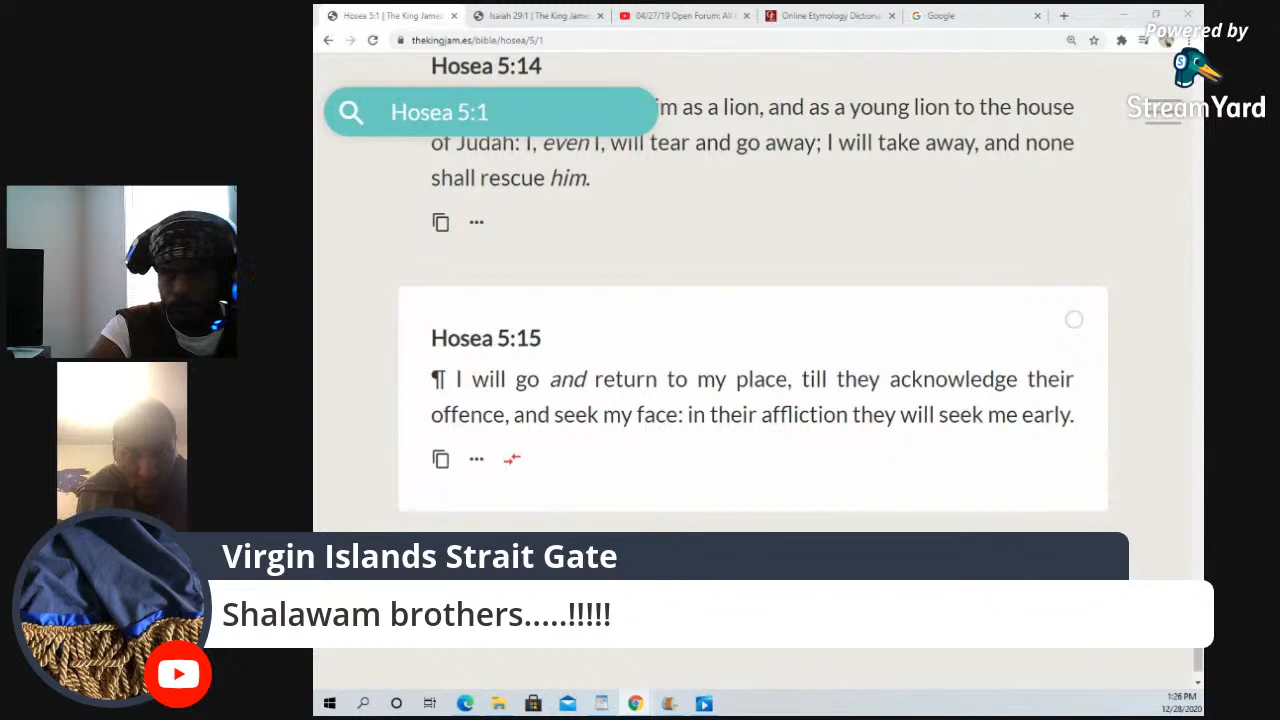 Hosea 5:1 | The King Jame
Isaiah 29:1 | The King Jame
04/27/19 Open Forum: All I
Online Etymology Dictiona
Google
thekingjam.es/bible/hosea/5/1
Powered by
StreamYard
Hosea 5:14
Hosea 5:1
im as a lion, and as a young lion to the house
of Judah: I, even I, will tear and go away; I will take away, and none
shall rescue him.
Hosea 5:15
¶ I will go and return to my place, till they acknowledge their
offence, and seek my face: in their affliction they will seek me early.
Virgin Islands Strait Gate
Shalawam brothers.....!!!!!
1:26 PM
12/28/2020